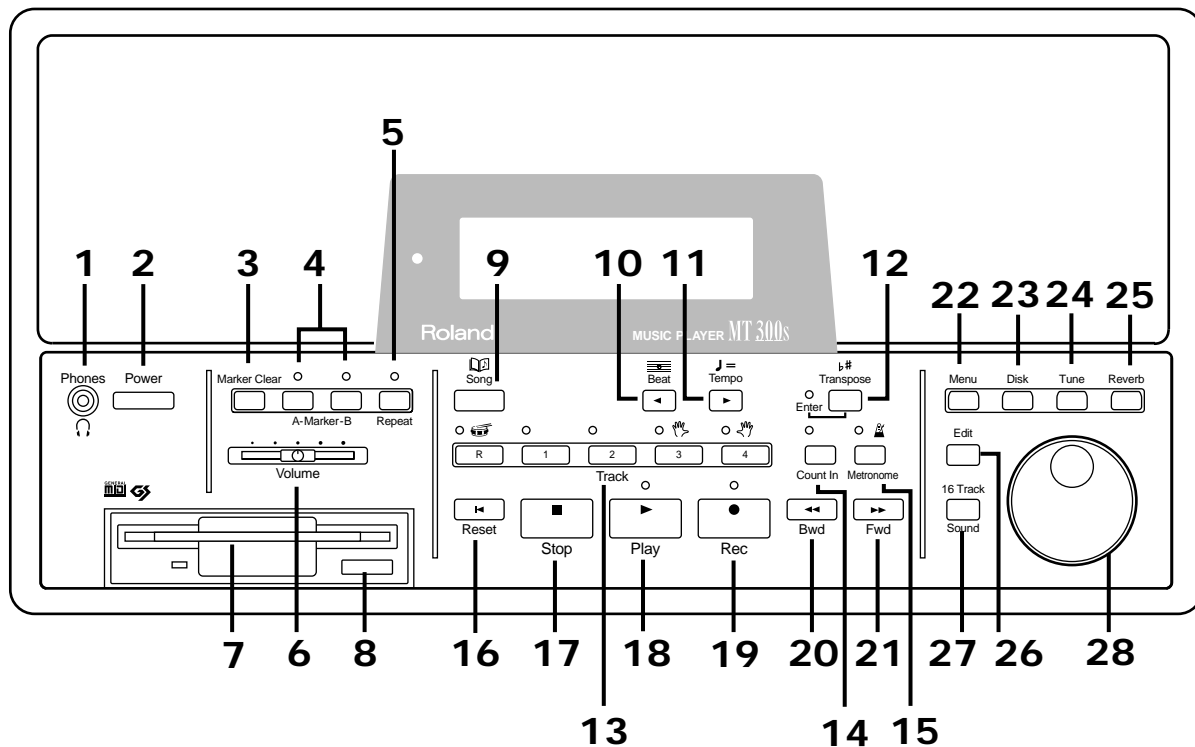 5
1 2 3 4 9 10 11 12 22 23 24 25
Roland MUSIC PLAYER MT 300s
Phones Power Marker Clear Song Beat ♩= Tempo ♭♯ Transpose Menu Disk Tune Reverb
A-Marker-B Repeat Enter
Edit
R 1 2 3 4
Volume Track Count In Metronome
16 Track
GENERAL MIDI GS
Reset Stop Play Rec Bwd Fwd Sound
7 6 8 16 17 18 19 20 21 27 26 28
13 14 15